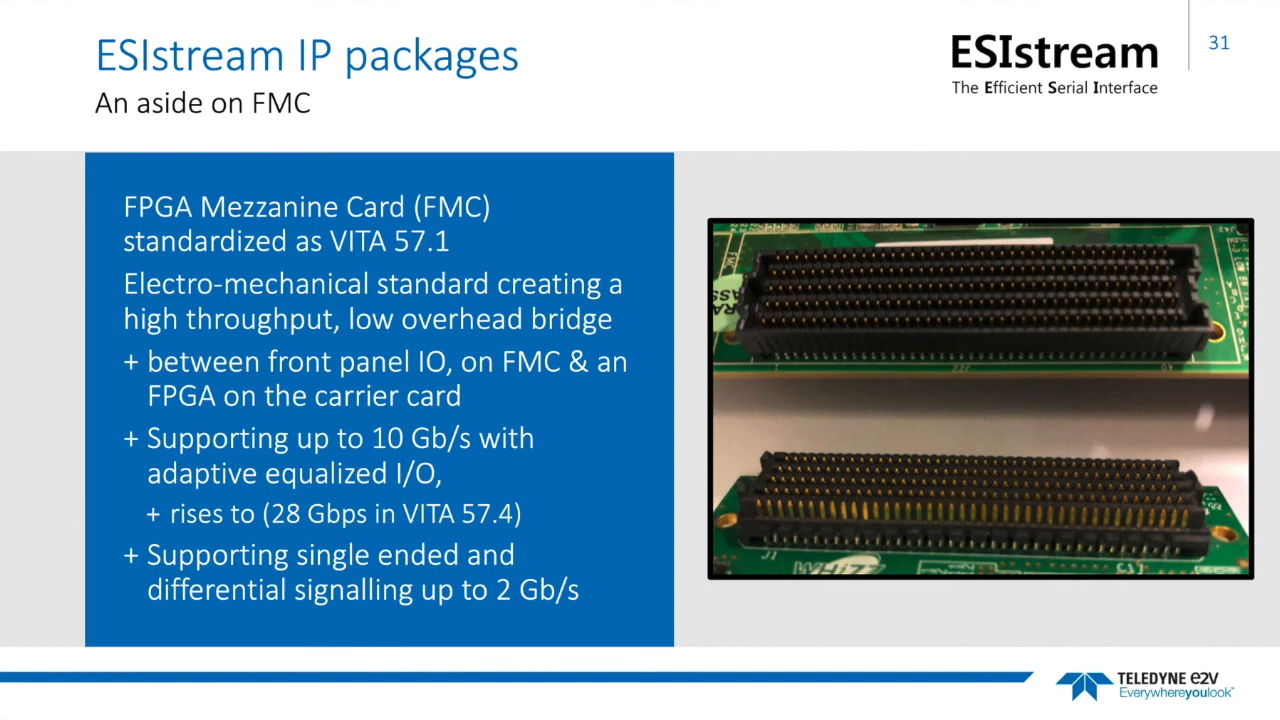 ESIstream IP packages
An aside on FMC
ESIstream
The Efficient Serial Interface
31
FPGA Mezzanine Card (FMC)
standardized as VITA 57.1
Electro-mechanical standard creating a
high throughput, low overhead bridge
+ between front panel IO, on FMC & an
FPGA on the carrier card
+ Supporting up to 10 Gb/s with
adaptive equalized I/O,
+ rises to (28 Gbps in VITA 57.4)
+ Supporting single ended and
differential signalling up to 2 Gb/s
J1
TELEDYNE e2v
Everywhereyoulook™